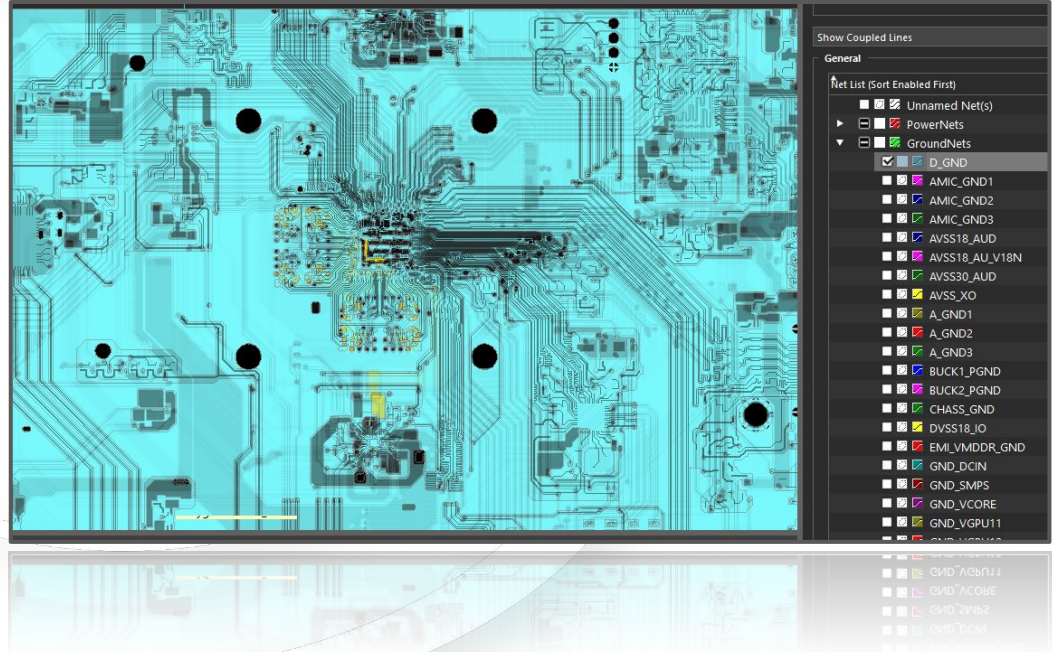 Show Coupled Lines
General
Net List (Sort Enabled First)
Unnamed Net(s)
PowerNets
GroundNets
D_GND
AMIC_GND1
AMIC_GND2
AMIC_GND3
AVSS18_AUD
AVSS18_AU_V18N
AVSS30_AUD
AVSS_XO
A_GND1
A_GND2
A_GND3
BUCK1_PGND
BUCK2_PGND
CHASS_GND
DVSS18_IO
EMI_VMDDR_GND
GND_DCIN
GND_SMPS
GND_VCORE
GND_VGPU11